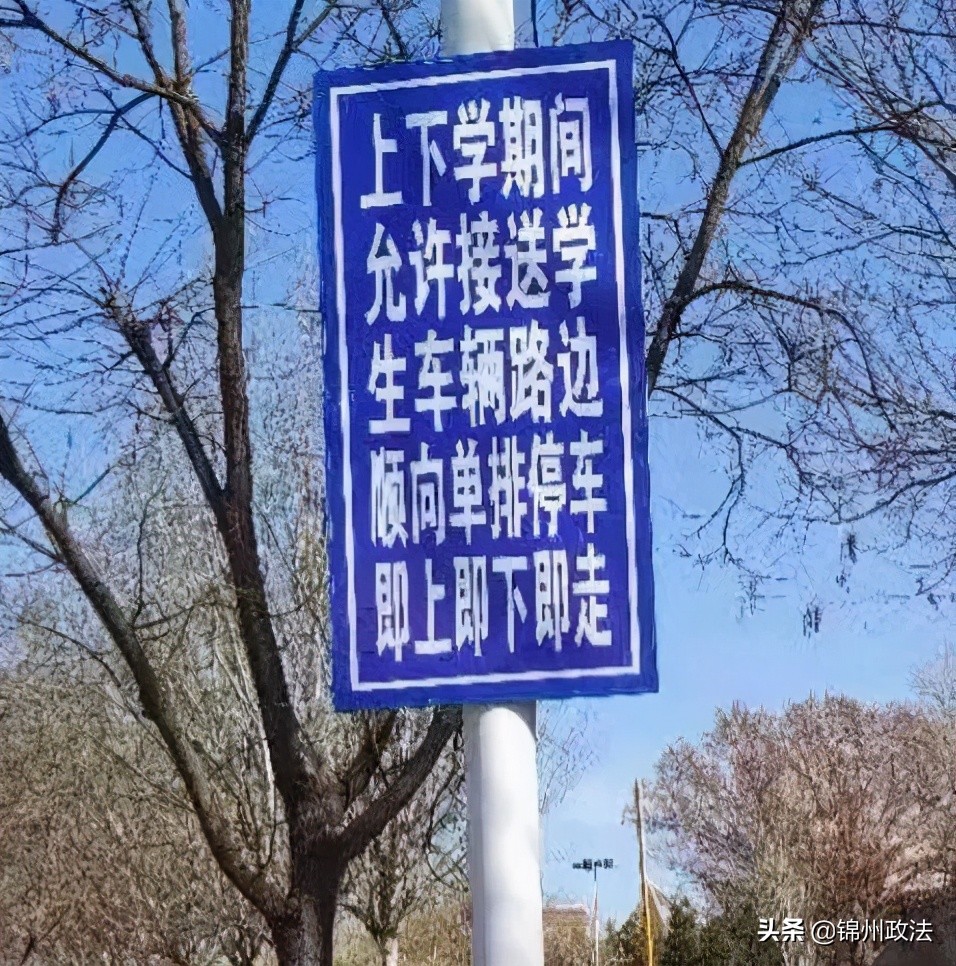 上下学期间
允许接送学
生车辆路边
顺向单排停车
即上即下即走
头条 @锦州政法